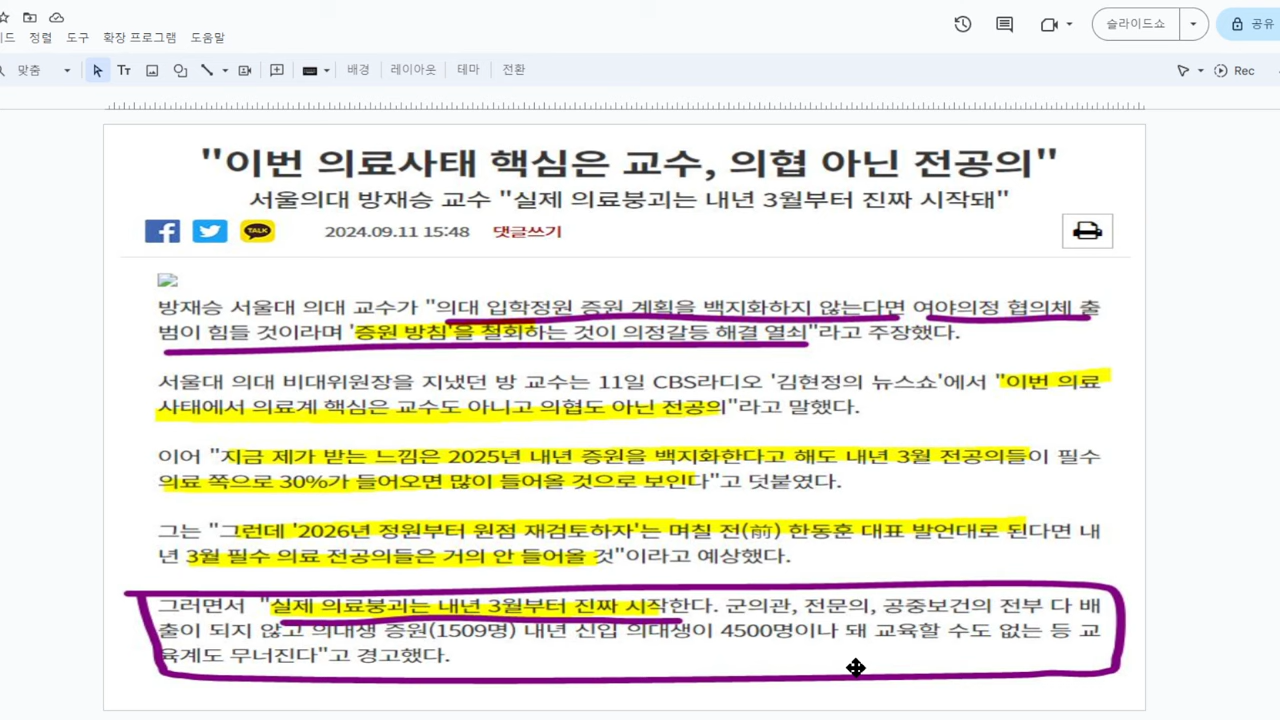 드 정렬 도구 확장 프로그램 도움말
슬라이드쇼
공유
맞춤
Tт
배경 레이아웃 테마 전환
Rec
"이번 의료사태 핵심은 교수, 의협 아닌 전공의"
서울의대 방재승 교수 "실제 의료붕괴는 내년 3월부터 진짜 시작돼"
TALK
2024.09.11 15:48 댓글쓰기
방재승 서울대 의대 교수가 "의대 입학정원 증원 계획을 백지화하지 않는다면 여야의정 협의체 출
범이 힘들 것이라며 '증원 방침'을 철회하는 것이 의정갈등 해결 열쇠"라고 주장했다.
서울대 의대 비대위원장을 지냈던 방 교수는 11일 CBS라디오 '김현정의 뉴스쇼'에서 "이번 의료
사태에서 의료계 핵심은 교수도 아니고 의협도 아닌 전공의"라고 말했다.
이어 "지금 제가 받는 느낌은 2025년 내년 증원을 백지화한다고 해도 내년 3월 전공의들이 필수
의료 쪽으로 30%가 들어오면 많이 들어올 것으로 보인다"고 덧붙였다.
그는 "그런데 '2026년 정원부터 원점 재검토하자'는 며칠 전(前) 한동훈 대표 발언대로 된다면 내
년 3월 필수 의료 전공의들은 거의 안 들어올 것"이라고 예상했다.
그러면서 "실제 의료붕괴는 내년 3월부터 진짜 시작한다. 군의관, 전문의, 공중보건의 전부 다 배
출이 되지 않고 의대생 증원(1509명) 내년 신입 의대생이 4500명이나 돼 교육할 수도 없는 등 교
육계도 무너진다"고 경고했다.